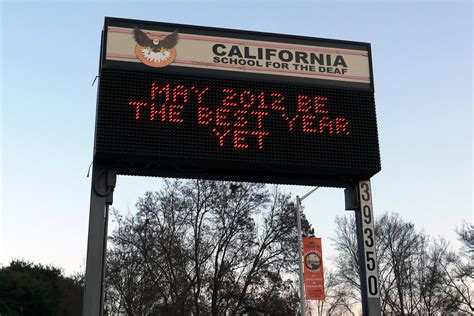 CALIFORNIA
SCHOOL FOR THE DEAF
MAY 2012 BE
THE BEST YEAR
YET
39350